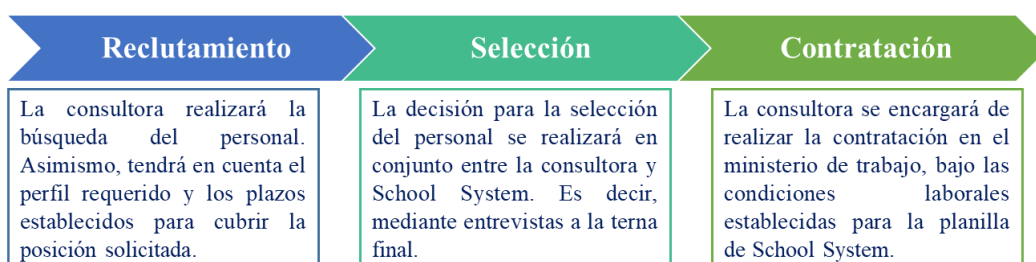 Reclutamiento
Selección
Contratación
La consultora realizará la
búsqueda del personal.
Asimismo, tendrá en cuenta el
perfil requerido y los plazos
establecidos para cubrir la
posición solicitada.
La decisión para la selección
del personal se realizará en
conjunto entre la consultora y
School System. Es decir,
mediante entrevistas a la terna
final.
La consultora se encargará de
realizar la contratación en el
ministerio de trabajo, bajo las
condiciones laborales
establecidas para la planilla
de School System.